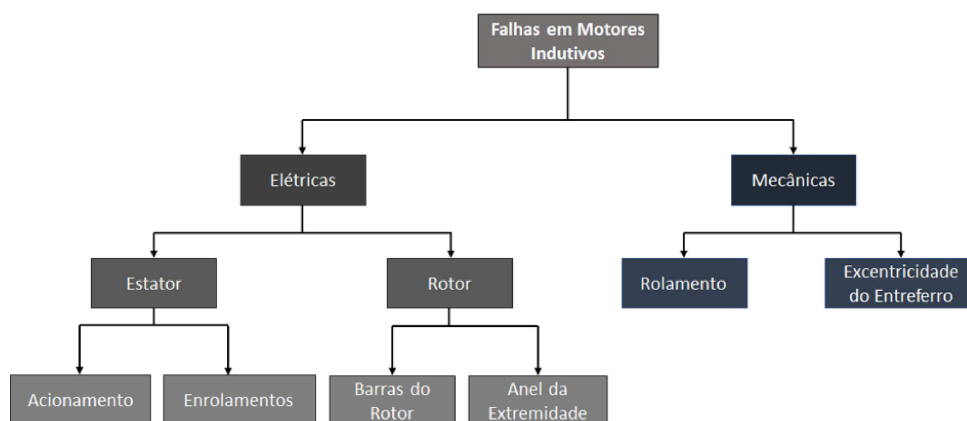 Falhas em Motores
Indutivos
Elétricas
Mecânicas
Estator
Rotor
Rolamento
Excentricidade
do Entreferro
Acionamento
Enrolamentos
Barras do
Rotor
Anel da
Extremidade